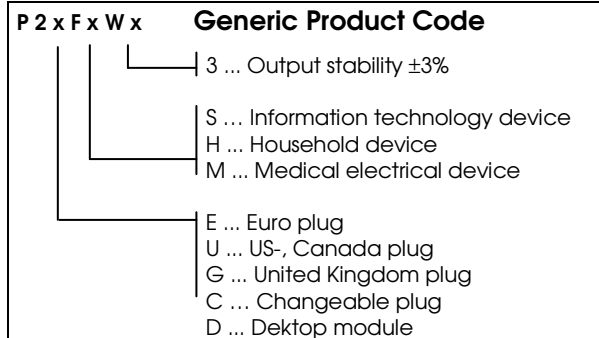 P 2 x F x W x Generic Product Code
3 ... Output stability ±3%
S ... Information technology device
H ... Household device
M ... Medical electrical device
E ... Euro plug
U ... US-, Canada plug
G ... United Kingdom plug
C ... Changeable plug
D ... Dektop module